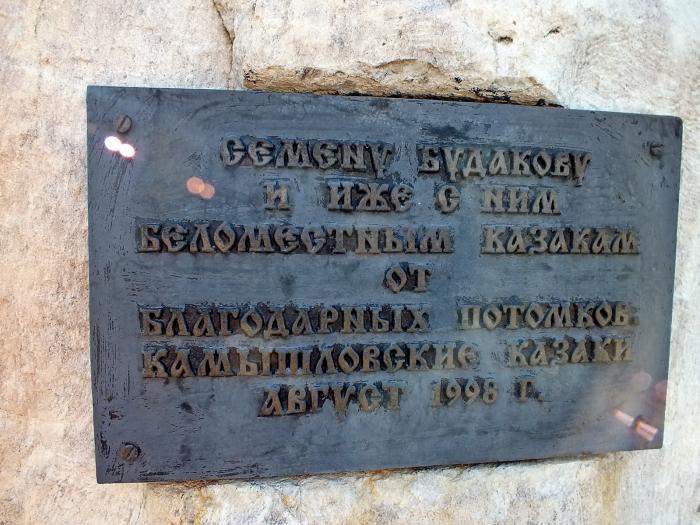 СЕМЕНУ БУДАКОВУ
И ИЖЕ С НИМ
БЕЛОМЕСТНЫМ КАЗАКАМ
ОТ
БЛАГОДАРНЫХ ПОТОМКОВ.
КАМЫШЛОВСКИЕ КАЗАКИ
АВГУСТ 1998 Г.